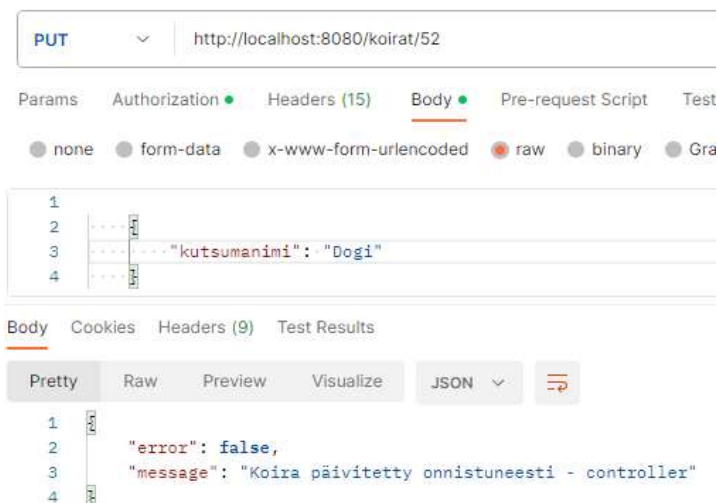 PUT http://localhost:8080/koirat/52
Params Authorization Headers (15) Body Pre-request Script Test
none form-data x-www-form-urlencoded raw binary Gra
1
2 {
3 "kutsumanimi": "Dogi"
4 }
Body Cookies Headers (9) Test Results
Pretty Raw Preview Visualize JSON
1 {
2 "error": false,
3 "message": "Koira päivitetty onnistuneesti - controller"
4 }